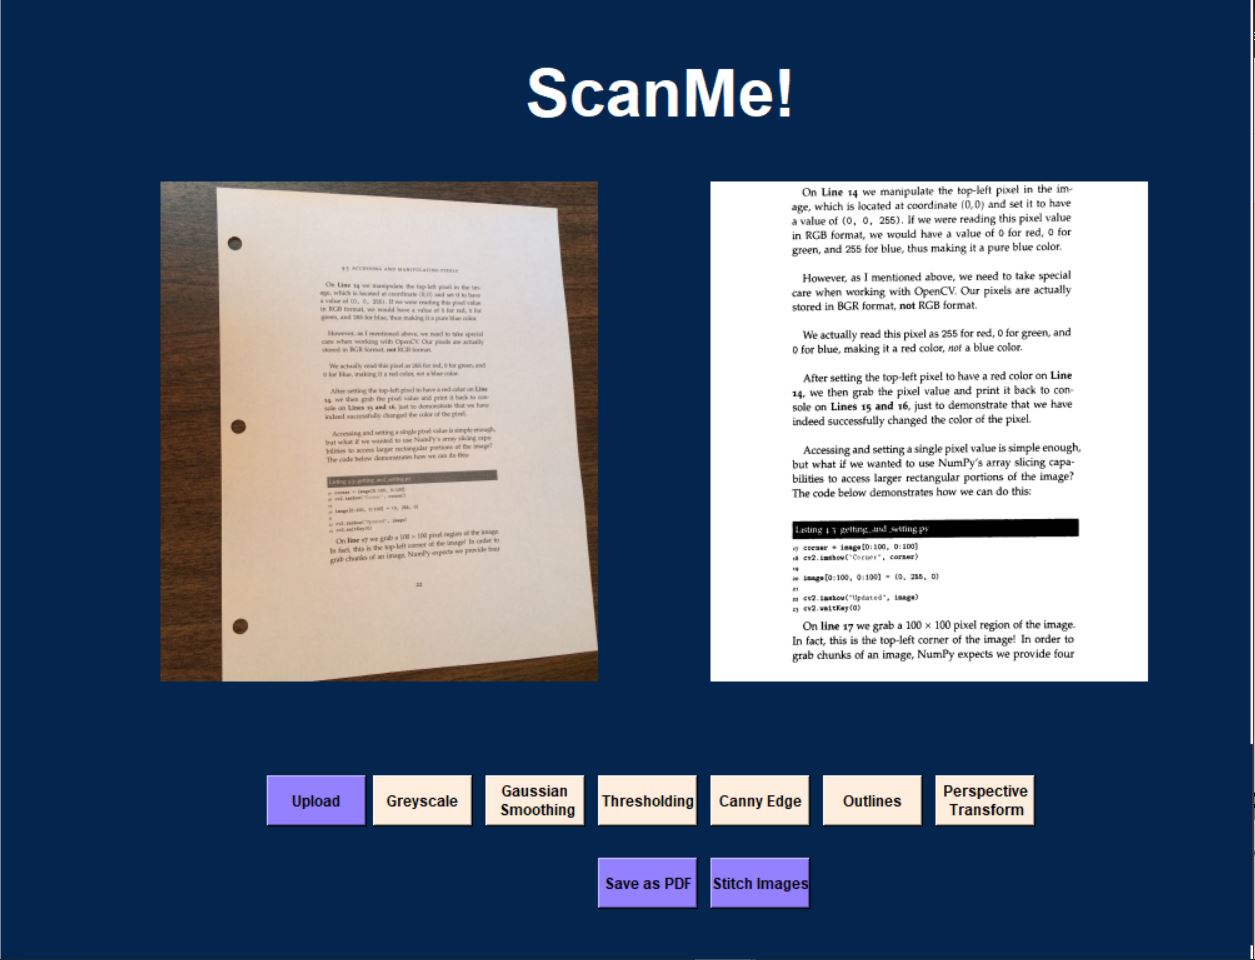 ScanMe!
4.3 ACCESSING AND MANIPULATING PIXELS
On Line 14 we manipulate the top-left pixel in the im-
age, which is located at coordinate (0,0) and set it to have
a value of (0, 0, 255). If we were reading this pixel value
in RGB format, we would have a value of 0 for red, 0 for
green, and 255 for blue, thus making it a pure blue color.
However, as I mentioned above, we need to take special
care when working with OpenCV. Our pixels are actually
stored in BGR format, not RGB format.
We actually read this pixel as 255 for red, 0 for green, and
0 for blue, making it a red color, not a blue color.
After setting the top-left pixel to have a red color on Line
14, we then grab the pixel value and print it back to con-
sole on Lines 15 and 16, just to demonstrate that we have
indeed successfully changed the color of the pixel.
Accessing and setting a single pixel value is simple enough,
but what if we wanted to use NumPy's array slicing capa-
bilities to access larger rectangular portions of the image?
The code below demonstrates how we can do this:
Listing 4.3: getting_and_setting.py
17 corner = image[0:100, 0:100]
18 cv2.imshow("Corner", corner)
19
20 image[0:100, 0:100] = (0, 255, 0)
21
22 cv2.imshow("Updated", image)
23 cv2.waitKey(0)
On line 17 we grab a 100 × 100 pixel region of the image.
In fact, this is the top-left corner of the image! In order to
grab chunks of an image, NumPy expects we provide four
22
On Line 14 we manipulate the top-left pixel in the im-
age, which is located at coordinate (0,0) and set it to have
a value of (0, 0, 255). If we were reading this pixel value
in RGB format, we would have a value of 0 for red, 0 for
green, and 255 for blue, thus making it a pure blue color.
However, as I mentioned above, we need to take special
care when working with OpenCV. Our pixels are actually
stored in BGR format, not RGB format.
We actually read this pixel as 255 for red, 0 for green, and
0 for blue, making it a red color, not a blue color.
After setting the top-left pixel to have a red color on Line
14, we then grab the pixel value and print it back to con-
sole on Lines 15 and 16, just to demonstrate that we have
indeed successfully changed the color of the pixel.
Accessing and setting a single pixel value is simple enough,
but what if we wanted to use NumPy's array slicing capa-
bilities to access larger rectangular portions of the image?
The code below demonstrates how we can do this:
Listing 4.3 getting_and_setting.py
17 corner = image[0:100, 0:100]
18 cv2.imshow("Corner", corner)
19
20 image[0:100, 0:100] = (0, 255, 0)
21
22 cv2.imshow("Updated", image)
23 cv2.waitKey(0)
On line 17 we grab a 100 × 100 pixel region of the image.
In fact, this is the top-left corner of the image! In order to
grab chunks of an image, NumPy expects we provide four
Upload
Greyscale
Gaussian
Smoothing
Thresholding
Canny Edge
Outlines
Perspective
Transform
Save as PDF
Stitch Images